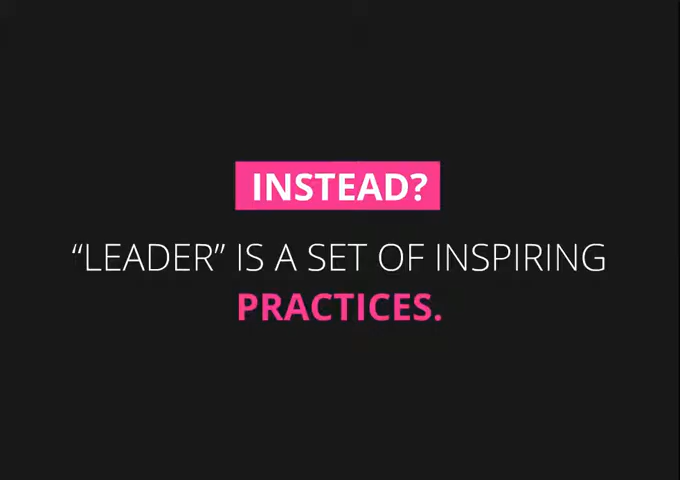 INSTEAD?
“LEADER” IS A SET OF INSPIRING
PRACTICES.